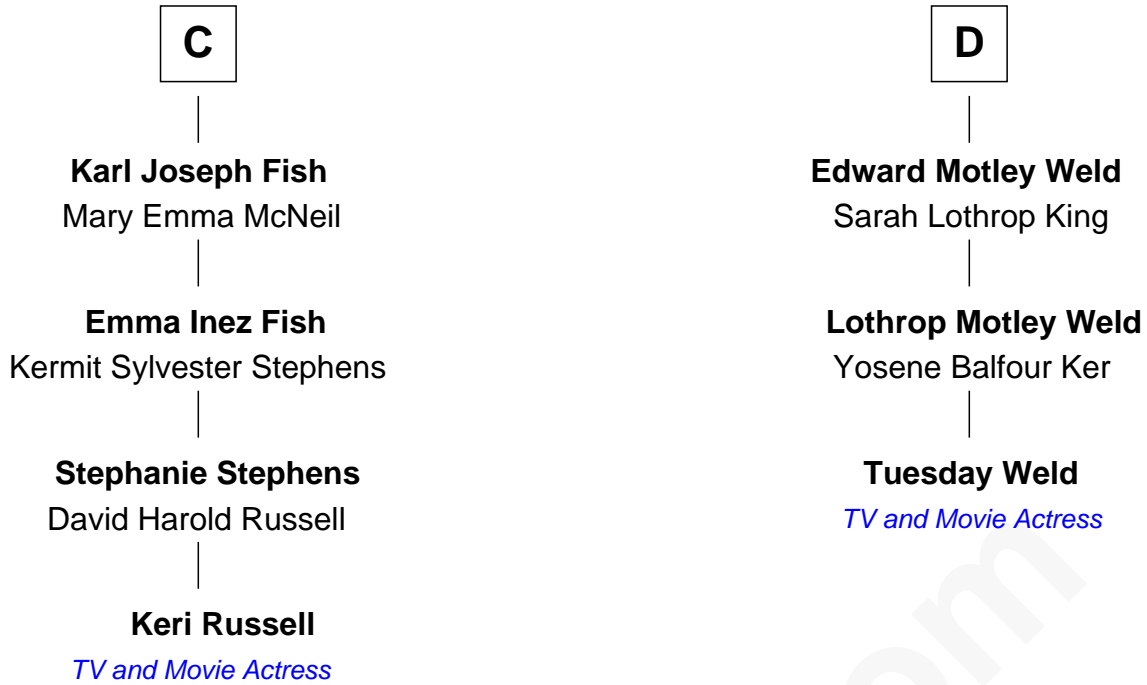 C
Karl Joseph Fish
Mary Emma McNeil
Emma Inez Fish
Kermit Sylvester Stephens
Stephanie Stephens
David Harold Russell
Keri Russell
TV and Movie Actress
D
Edward Motley Weld
Sarah Lothrop King
Lothrop Motley Weld
Yosene Balfour Ker
Tuesday Weld
TV and Movie Actress
om